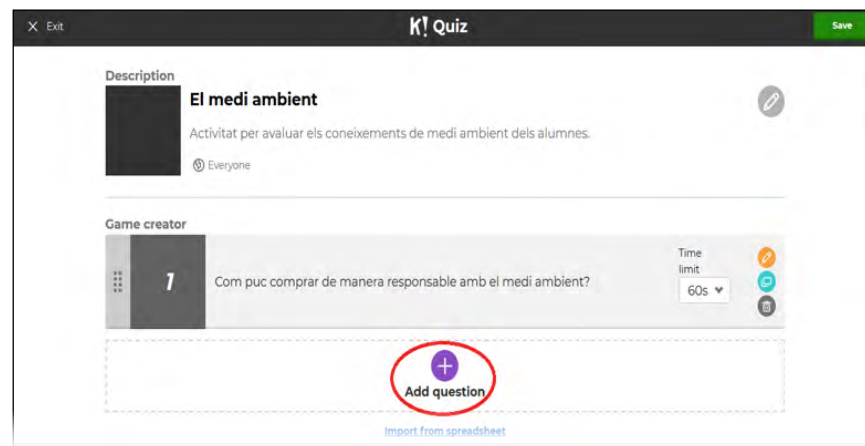 X Exit
K! Quiz
Save
Description
El medi ambient
Activitat per avaluar els coneixements de medi ambient dels alumnes.
Everyone
Game creator
1
Com puc comprar de manera responsable amb el medi ambient?
Time
limit
60s
Add question
Import from spreadsheet